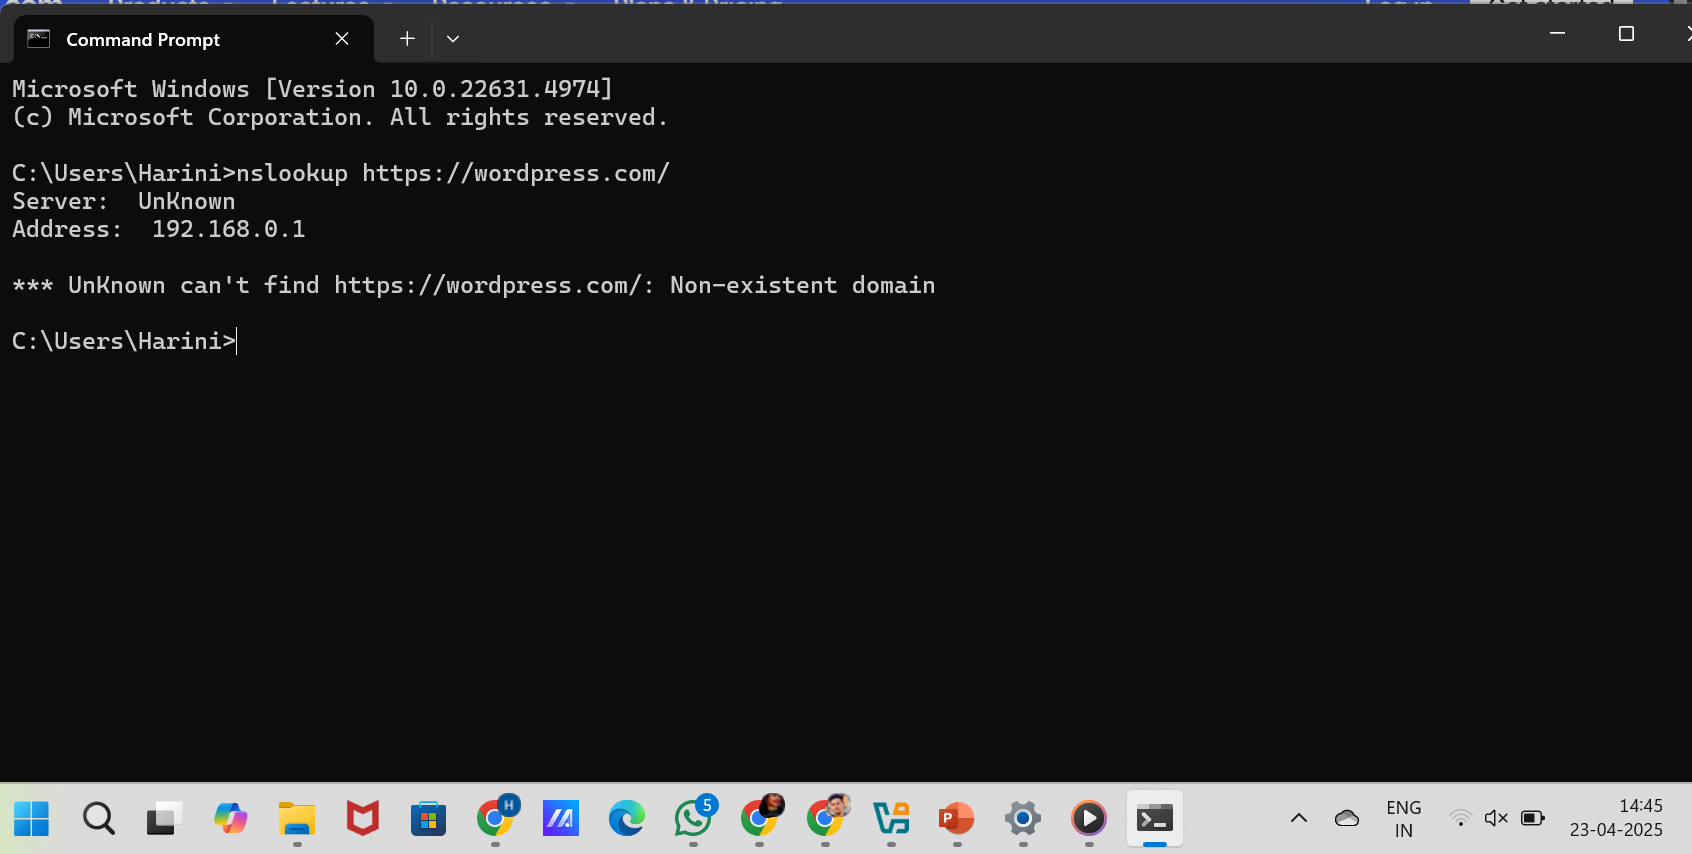 Command Prompt
Microsoft Windows [Version 10.0.22631.4974]
(c) Microsoft Corporation. All rights reserved.
C:\Users\Harini>nslookup https://wordpress.com/
Server:  UnKnown
Address:  192.168.0.1
*** UnKnown can't find https://wordpress.com/: Non-existent domain
C:\Users\Harini>
H
5
P
ENG
IN
14:45
23-04-2025